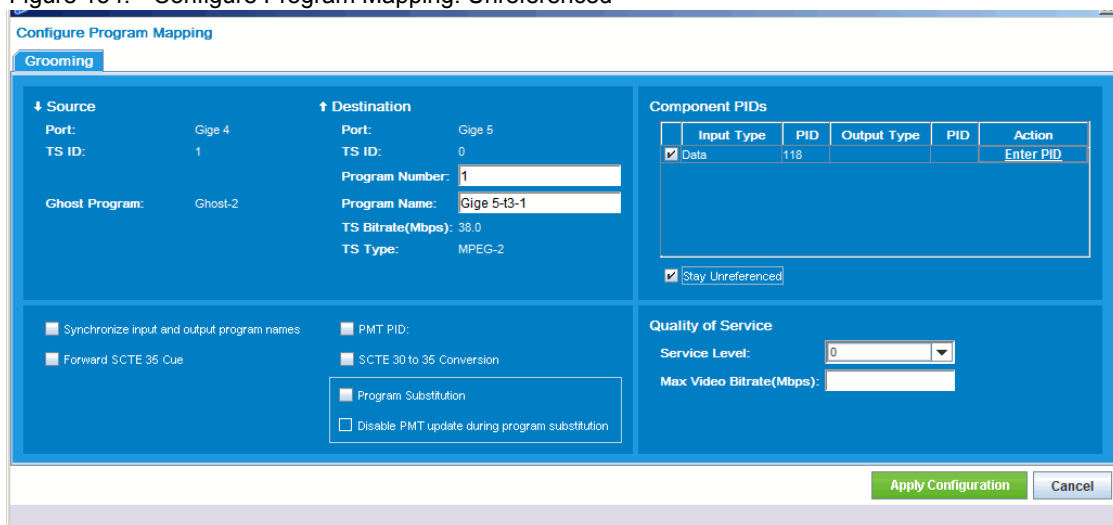 Configure Program Mapping
Grooming
Source
Port: Gige 4
TS ID: 1
Ghost Program: Ghost-2
Destination
Port: Gige 5
TS ID: 0
Program Number: 1
Program Name: Gige 5-t3-1
TS Bitrate(Mbps): 38.0
TS Type: MPEG-2
Component PIDs
Input Type PID Output Type PID Action
Data 118 Enter PID
Stay Unreferenced
Synchronize input and output program names
Forward SCTE 35 Cue
PMT PID:
SCTE 30 to 35 Conversion
Program Substitution
Disable PMT update during program substitution
Quality of Service
Service Level: 0
Max Video Bitrate(Mbps):
Apply Configuration Cancel